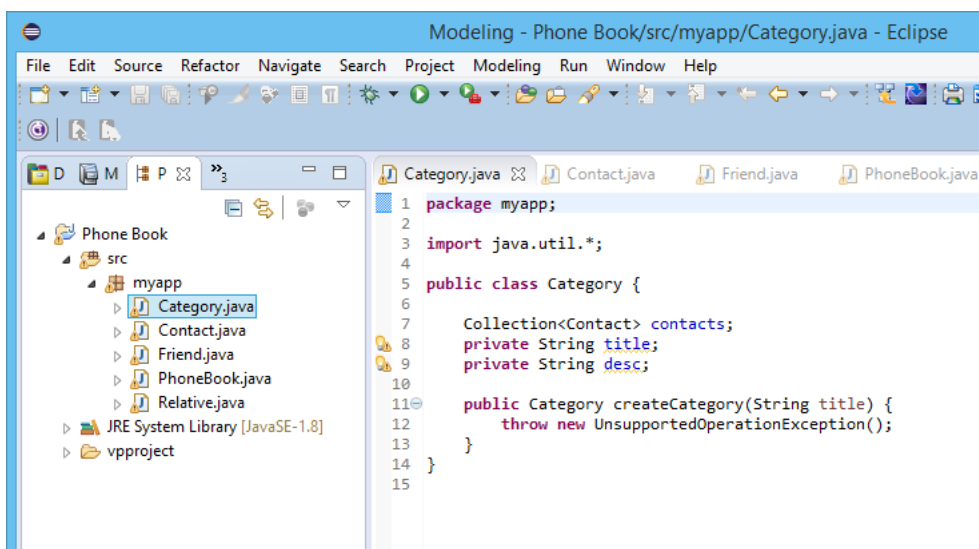 Modeling - Phone Book/src/myapp/Category.java - Eclipse
File Edit Source Refactor Navigate Search Project Modeling Run Window Help
D M P »3
Category.java Contact.java Friend.java PhoneBook.java
Phone Book
src
myapp
Category.java
Contact.java
Friend.java
PhoneBook.java
Relative.java
JRE System Library [JavaSE-1.8]
vpproject
1 package myapp;
2
3 import java.util.*;
4
5 public class Category {
6
7 Collection<Contact> contacts;
8 private String title;
9 private String desc;
10
11 public Category createCategory(String title) {
12 throw new UnsupportedOperationException();
13 }
14 }
15